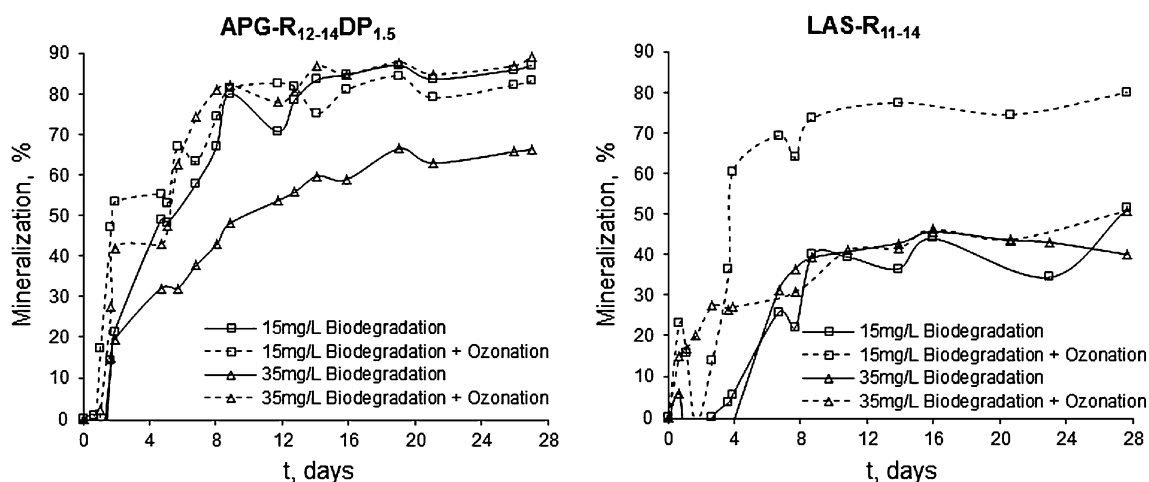 APG-R12-14DP1.5
Mineralization, %
90
80
70
60
50
40
30
20
10
0
15mg/L Biodegradation
15mg/L Biodegradation + Ozonation
35mg/L Biodegradation
35mg/L Biodegradation + Ozonation
0 4 8 12 16 20 24 28
t, days
LAS-R11-14
Mineralization, %
90
80
70
60
50
40
30
20
10
0
15mg/L Biodegradation
15mg/L Biodegradation + Ozonation
35mg/L Biodegradation
35mg/L Biodegradation + Ozonation
0 4 8 12 16 20 24 28
t, days